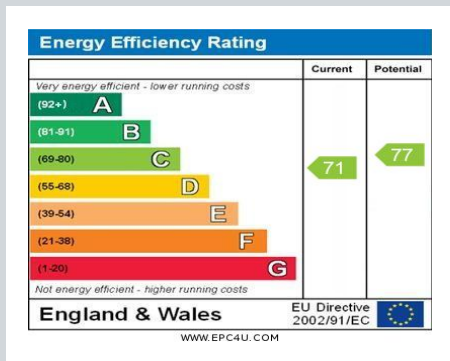 Energy Efficiency Rating
Current Potential
Very energy efficient - lower running costs
(92+) A
(81-91) B
(69-80) C
71 77
(55-68) D
(39-54) E
(21-38) F
(1-20) G
Not energy efficient - higher running costs
England & Wales
EU Directive
2002/91/EC
WWW.EPC4U.COM